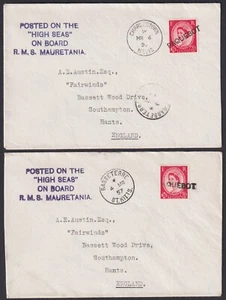 POSTED ON THE
"HIGH SEAS"
ON BOARD
R. M. S. MAURETANIA.
PAQUEBOT
A.E.Austin.Esq.,
"Fairwinds"
Bassett Wood Drive,
Southampton.
Hants.
ENGLAND.
POSTED ON THE
"HIGH SEAS"
ON BOARD
R. M. S. MAURETANIA.
BASSETERRE
57
ST.KITTS
QUEBOT
A.E.Austin.Esq.,
"Fairwinds"
Bassett Wood Drive,
Southampton.
Hants.
ENGLAND.